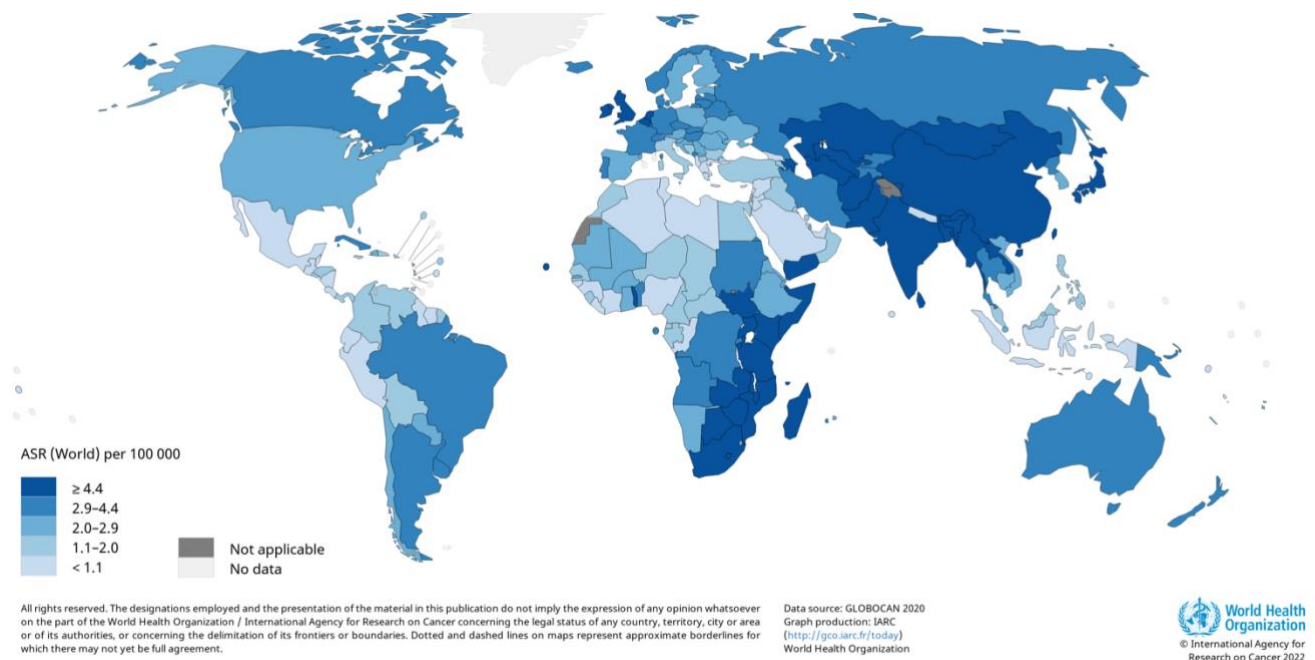 ASR (World) per 100 000
≥ 4.4
2.9–4.4
2.0–2.9
1.1–2.0
< 1.1
Not applicable
No data
All rights reserved. The designations employed and the presentation of the material in this publication do not imply the expression of any opinion whatsoever
on the part of the World Health Organization / International Agency for Research on Cancer concerning the legal status of any country, territory, city or area
or of its authorities, or concerning the delimitation of its frontiers or boundaries. Dotted and dashed lines on maps represent approximate borderlines for
which there may not yet be full agreement.
Data source: GLOBOCAN 2020
Graph production: IARC
(http://gco.iarc.fr/today)
World Health Organization
World Health
Organization
© International Agency for
Research on Cancer 2022